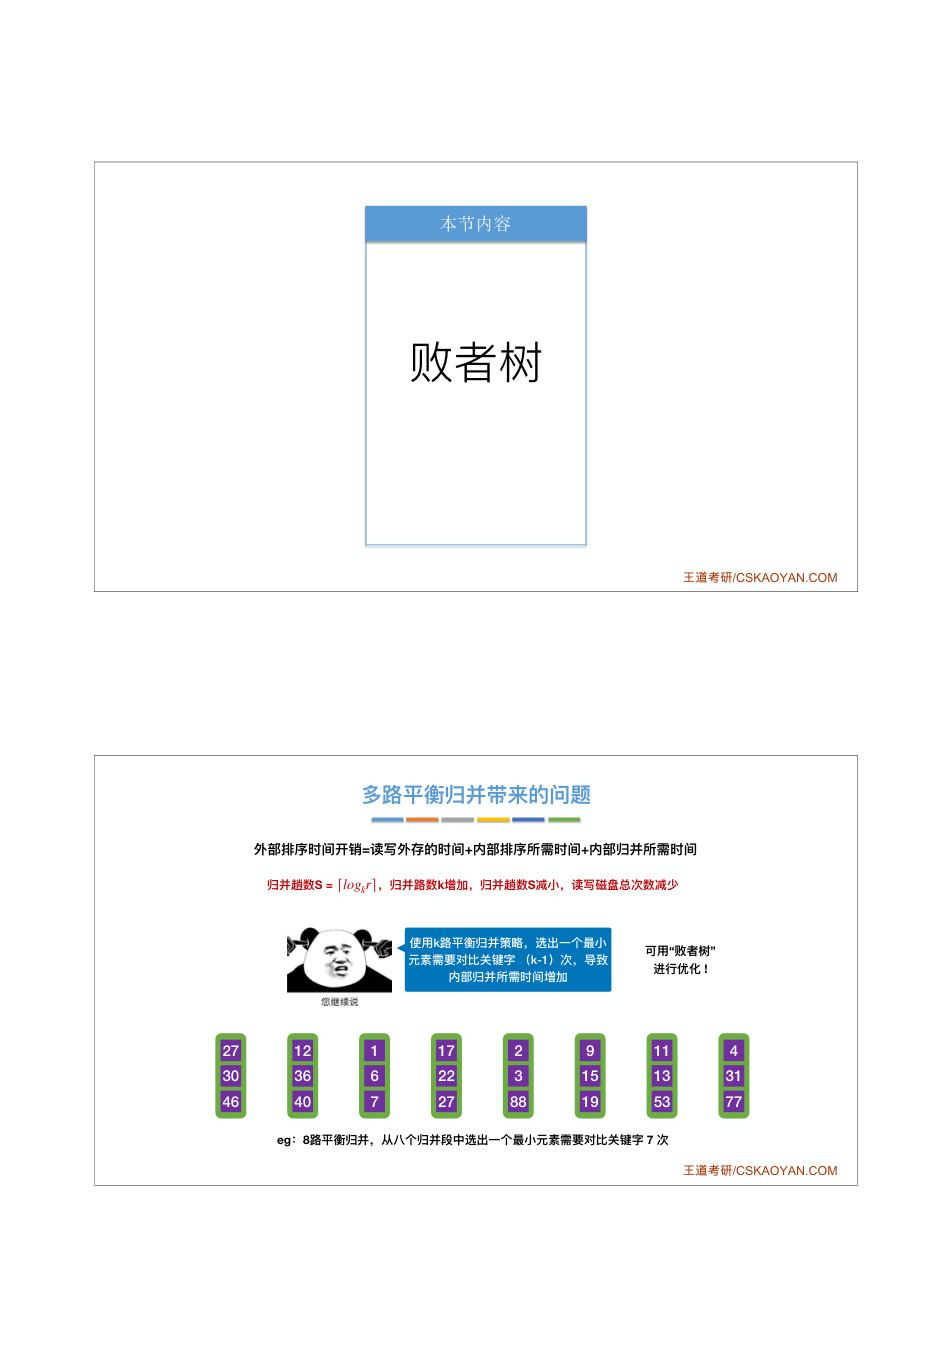 本节内容
败者树
王道考研/CSKAOYAN.COM
多路平衡归并带来的问题
外部排序时间开销=读写外存的时间+内部排序所需时间+内部归并所需时间
归并趟数S = ⌈logₖr⌉，归并路数k增加，归并趟数S减小，读写磁盘总次数减少
使用k路平衡归并策略，选出一个最小
元素需要对比关键字 （k-1）次，导致
内部归并所需时间增加
可用“败者树”
进行优化！
您继续说
27 12 1 17 2 9 11 4
30 36 6 22 3 15 13 31
46 40 7 27 88 19 53 77
eg：8路平衡归并，从八个归并段中选出一个最小元素需要对比关键字 7 次
王道考研/CSKAOYAN.COM